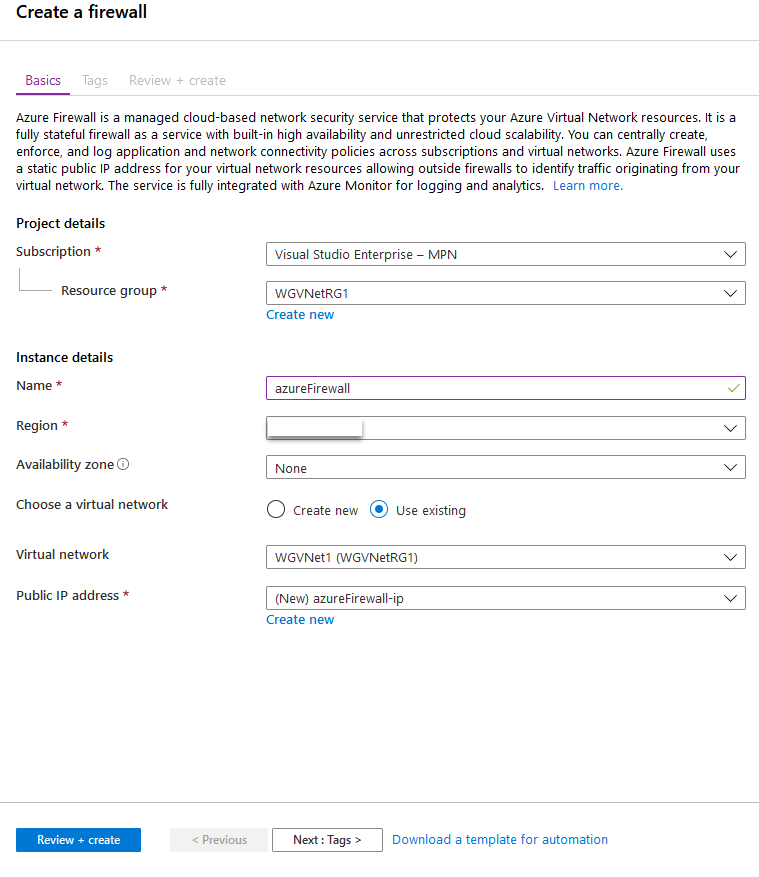 Create a firewall
Basics Tags Review + create
Azure Firewall is a managed cloud-based network security service that protects your Azure Virtual Network resources. It is a
fully stateful firewall as a service with built-in high availability and unrestricted cloud scalability. You can centrally create,
enforce, and log application and network connectivity policies across subscriptions and virtual networks. Azure Firewall uses
a static public IP address for your virtual network resources allowing outside firewalls to identify traffic originating from your
virtual network. The service is fully integrated with Azure Monitor for logging and analytics. Learn more.
Project details
Subscription *
Visual Studio Enterprise – MPN
Resource group *
WGVNetRG1
Create new
Instance details
Name *
azureFirewall
Region *
Availability zone
None
Choose a virtual network
Create new Use existing
Virtual network
WGVNet1 (WGVNetRG1)
Public IP address *
(New) azureFirewall-ip
Create new
Review + create < Previous Next : Tags > Download a template for automation